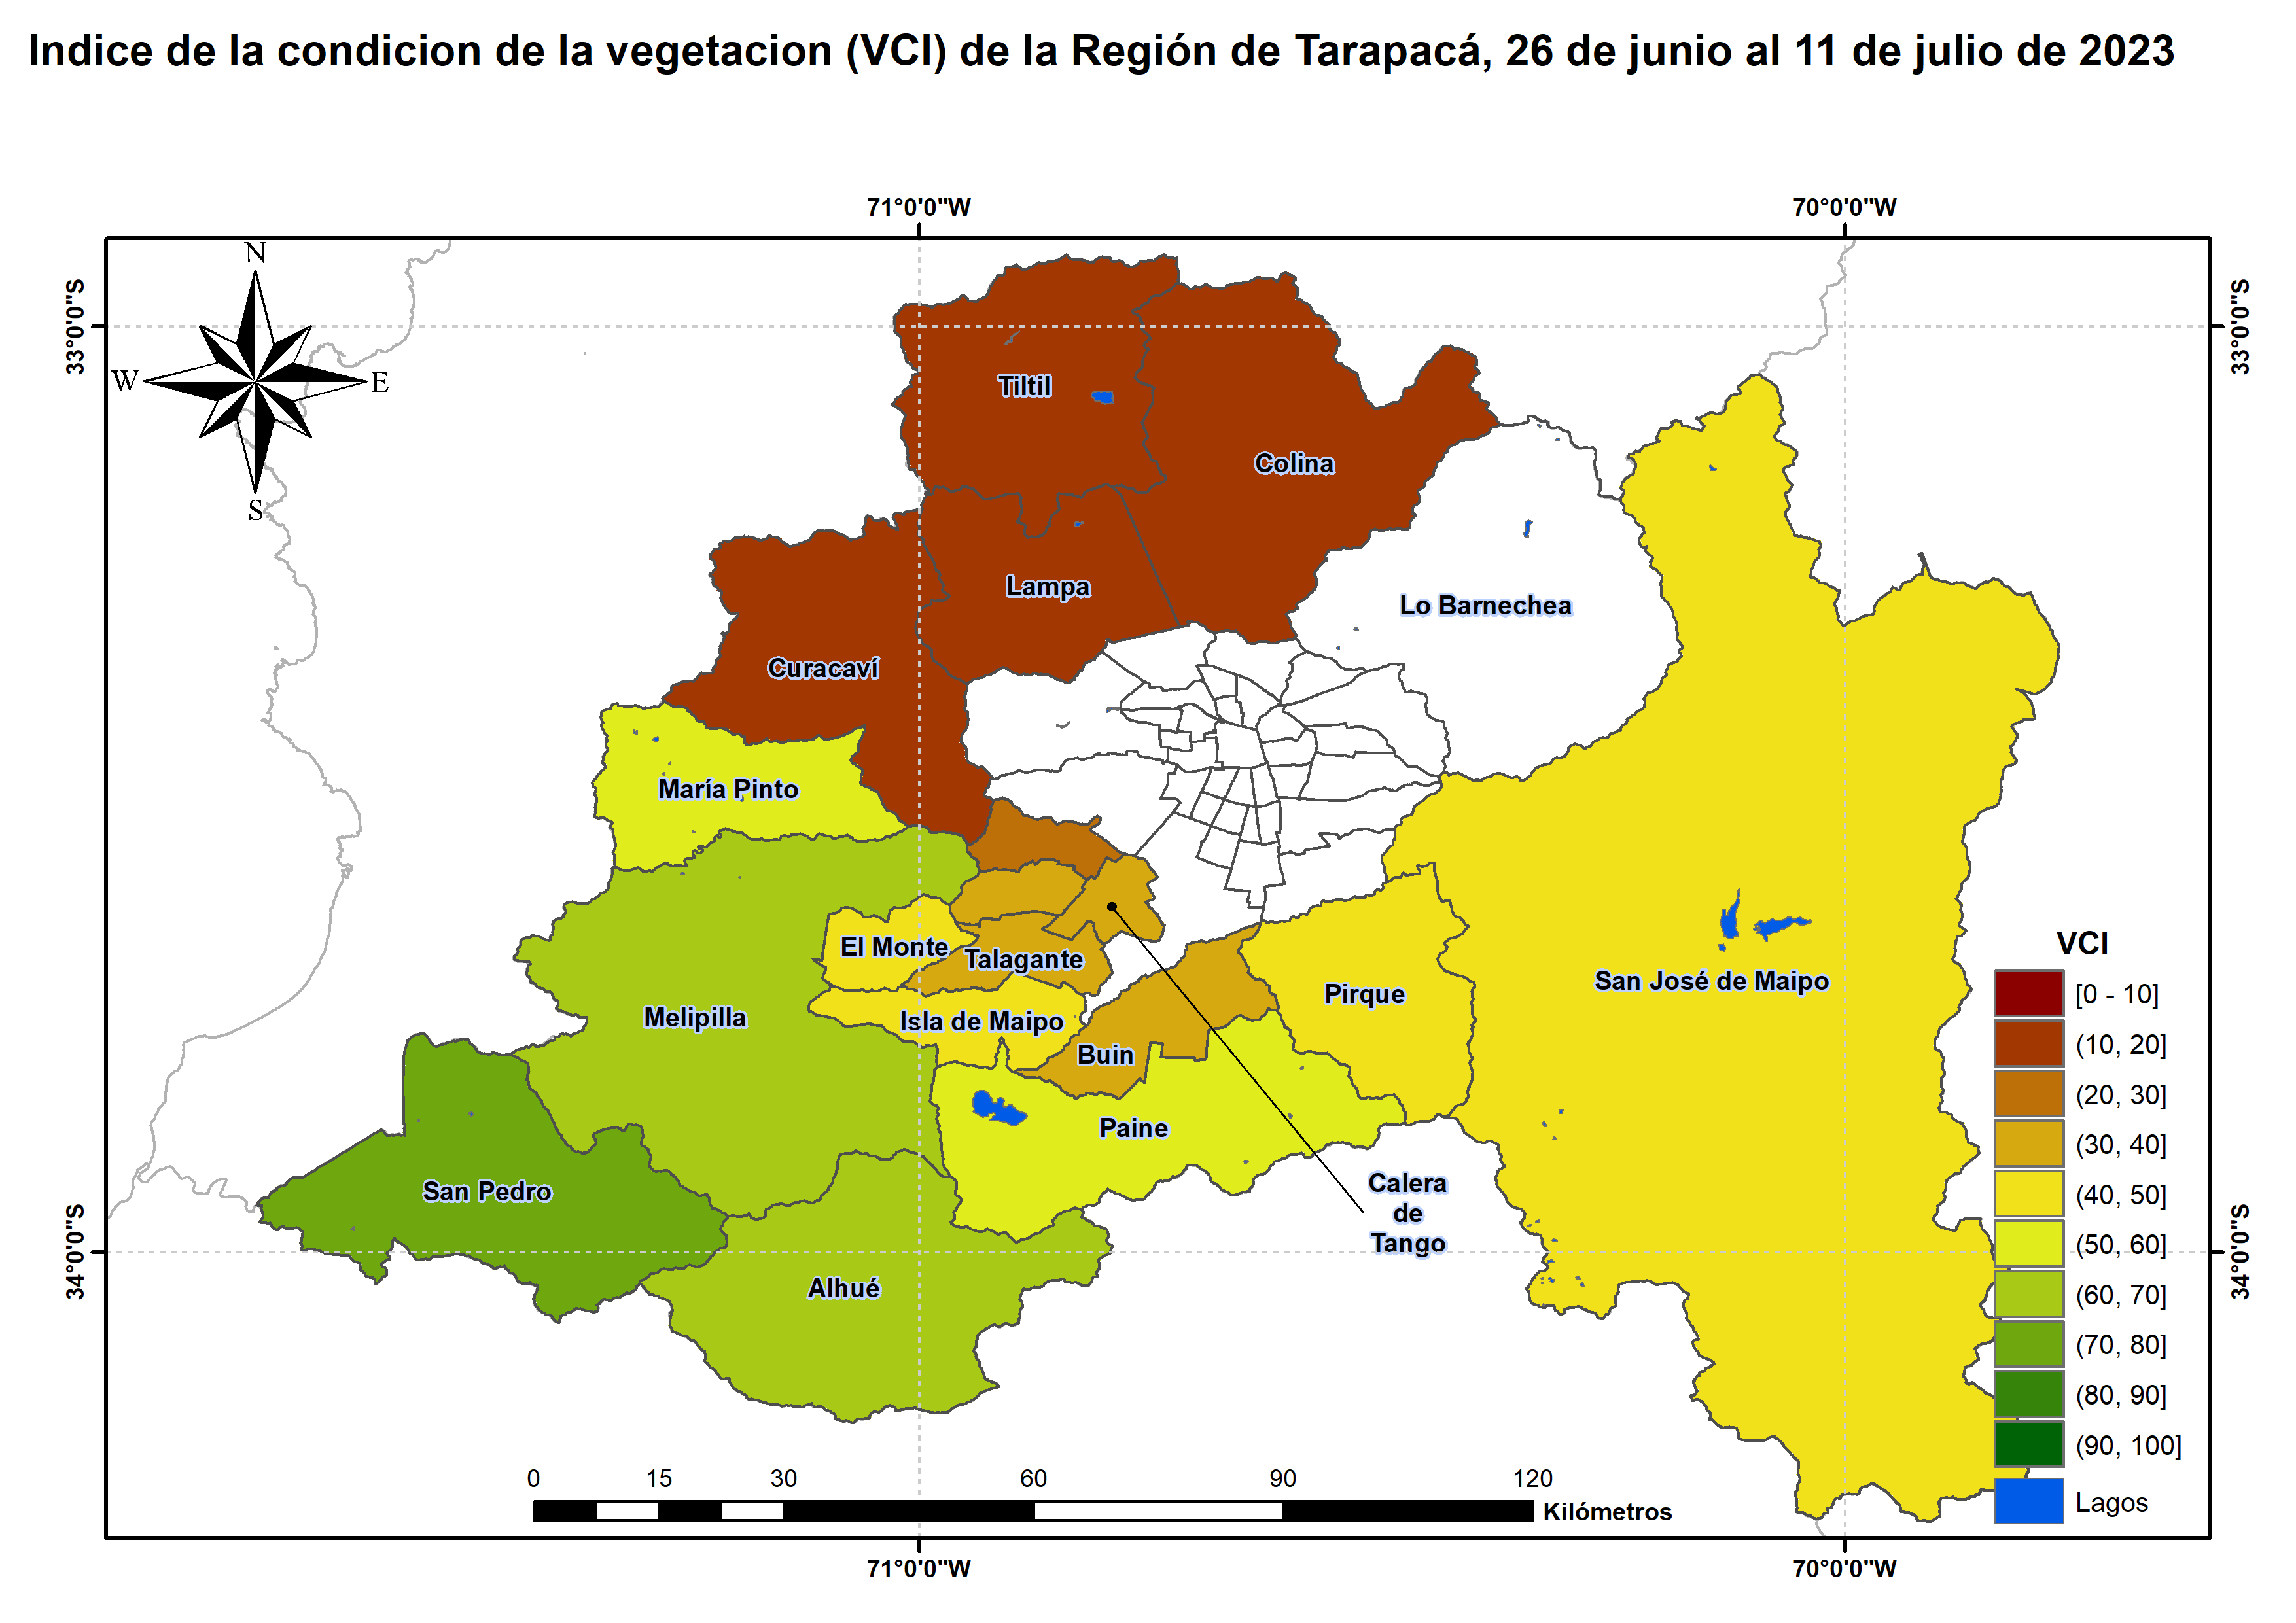 Indice de la condicion de la vegetacion (VCI) de la Región de Tarapacá, 26 de junio al 11 de julio de 2023
71°0'0"W
70°0'0"W
33°0'0"S
33°0'0"S
N
W
E
S
Tiltil
Colina
Lampa
Lo Barnechea
Curacaví
María Pinto
El Monte
Talagante
San José de Maipo
Pirque
Melipilla
Isla de Maipo
Buin
Paine
San Pedro
Calera
de
Tango
Alhué
34°0'0"S
34°0'0"S
VCI
[0 - 10]
(10, 20]
(20, 30]
(30, 40]
(40, 50]
(50, 60]
(60, 70]
(70, 80]
(80, 90]
(90, 100]
Lagos
0 15 30 60 90 120
Kilómetros
71°0'0"W
70°0'0"W